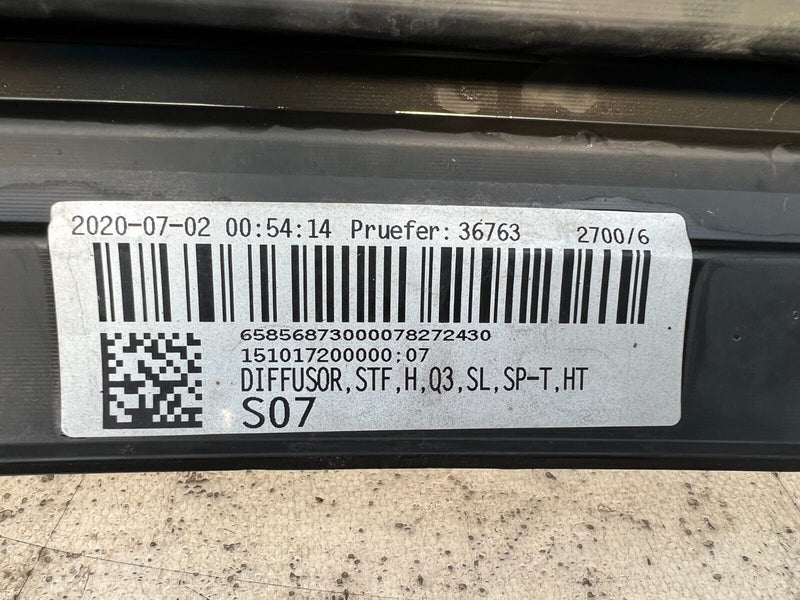 2020-07-02 00:54:14 Pruefer: 36763 2700/6
65856873000078272430
151017200000:07
DIFFUSOR,STF,H,Q3,SL,SP-T,HT
S07